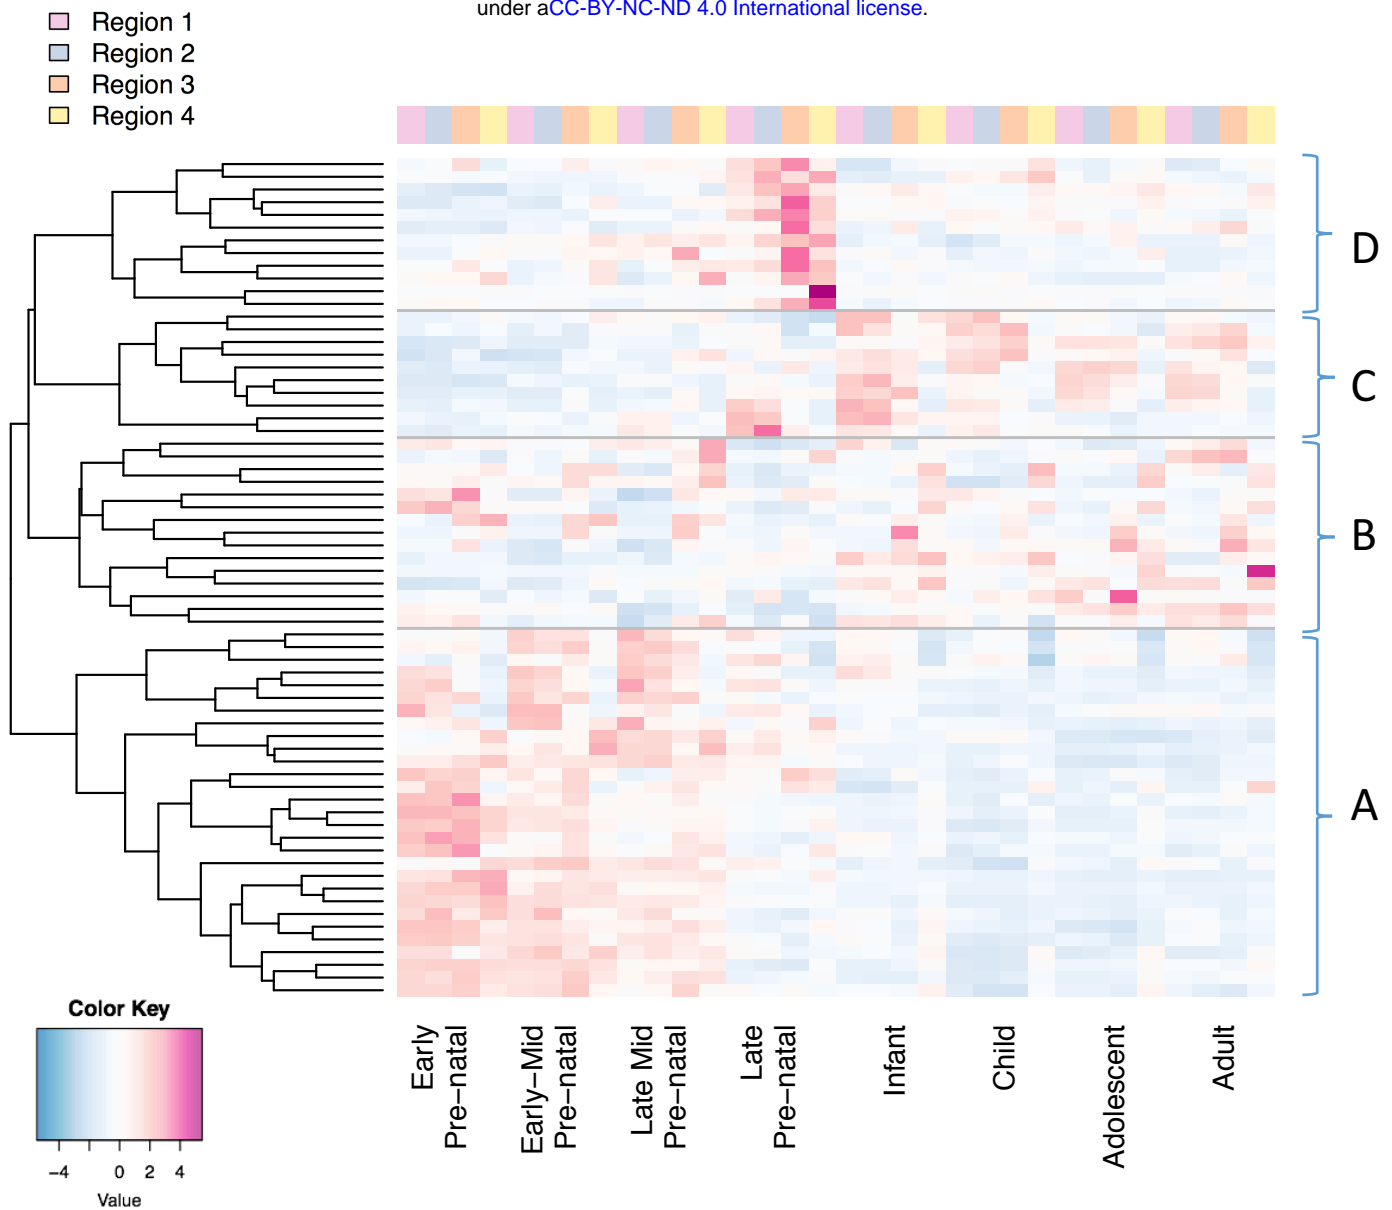 under aCC-BY-NC-ND 4.0 International license.
Region 1
Region 2
Region 3
Region 4
D
C
B
A
Early
Pre−natal
Early−Mid
Pre−natal
Late Mid
Pre−natal
Late
Pre−natal
Infant
Child
Adolescent
Adult
Color Key
−4 0 2 4
Value